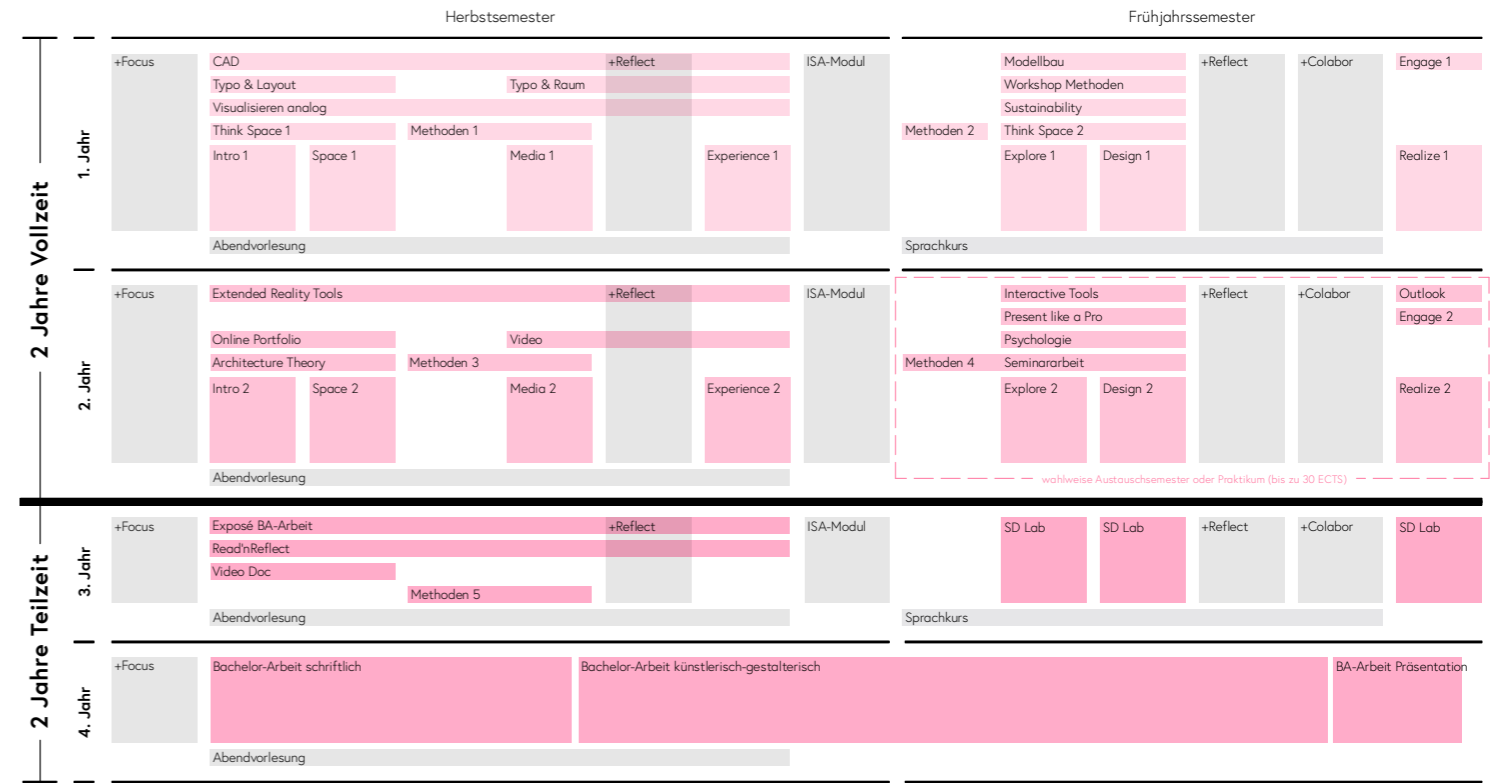 Herbstsemester
Frühjahrssemester
2 Jahre Vollzeit
1. Jahr
+Focus
CAD
+Reflect
ISA-Modul
Modellbau
+Reflect
+Colabor
Engage 1
Typo & Layout
Typo & Raum
Workshop Methoden
Visualisieren analog
Sustainability
Think Space 1
Methoden 1
Methoden 2
Think Space 2
Intro 1
Space 1
Media 1
Experience 1
Explore 1
Design 1
Realize 1
Abendvorlesung
Sprachkurs
2. Jahr
+Focus
Extended Reality Tools
+Reflect
ISA-Modul
Interactive Tools
+Reflect
+Colabor
Outlook
Present like a Pro
Engage 2
Online Portfolio
Video
Psychologie
Architecture Theory
Methoden 3
Methoden 4
Seminararbeit
Intro 2
Space 2
Media 2
Experience 2
Explore 2
Design 2
Realize 2
Abendvorlesung
wahlweise Austauschsemester oder Praktikum (bis zu 30 ECTS)
2 Jahre Teilzeit
3. Jahr
+Focus
Exposé BA-Arbeit
+Reflect
ISA-Modul
SD Lab
SD Lab
+Reflect
+Colabor
SD Lab
Read'nReflect
Video Doc
Methoden 5
Abendvorlesung
Sprachkurs
4. Jahr
+Focus
Bachelor-Arbeit schriftlich
Bachelor-Arbeit künstlerisch-gestalterisch
BA-Arbeit Präsentation
Abendvorlesung